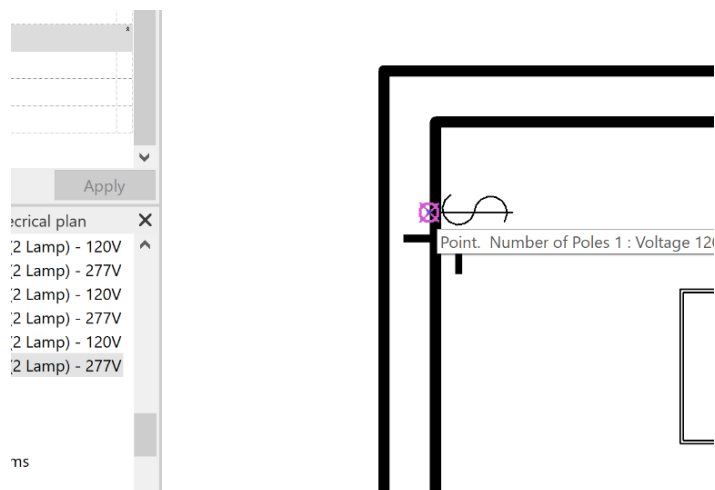 Apply
ecrical plan
(2 Lamp) - 120V
(2 Lamp) - 277V
(2 Lamp) - 120V
(2 Lamp) - 277V
(2 Lamp) - 120V
(2 Lamp) - 277V
ms
Point. Number of Poles 1 : Voltage 120